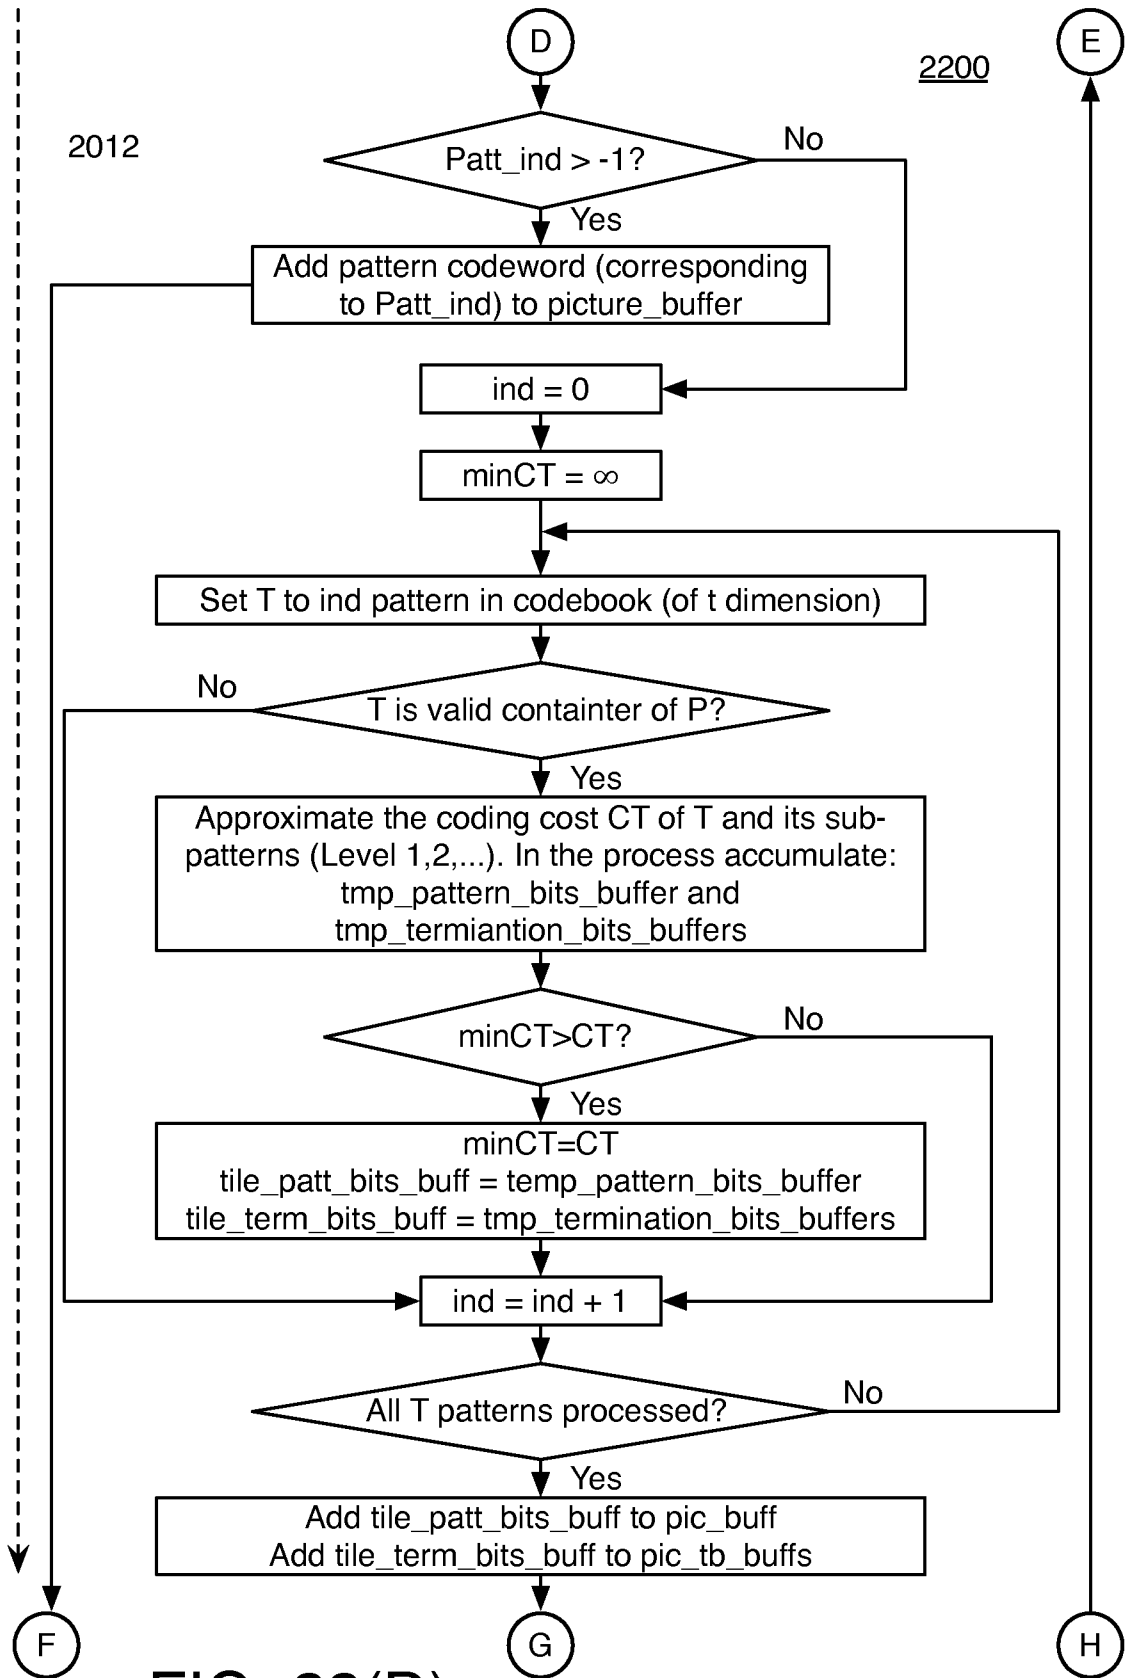 D
E
2200
2012
Patt_ind > -1?
No
Yes
Add pattern codeword (corresponding
to Patt_ind) to picture_buffer
ind = 0
minCT = ∞
Set T to ind pattern in codebook (of t dimension)
No
T is valid containter of P?
Yes
Approximate the coding cost CT of T and its sub-
patterns (Level 1,2,...). In the process accumulate:
tmp_pattern_bits_buffer and
tmp_termiantion_bits_buffers
minCT>CT?
No
Yes
minCT=CT
tile_patt_bits_buff = temp_pattern_bits_buffer
tile_term_bits_buff = tmp_termination_bits_buffers
ind = ind + 1
All T patterns processed?
No
Yes
Add tile_patt_bits_buff to pic_buff
Add tile_term_bits_buff to pic_tb_buffs
F
G
H